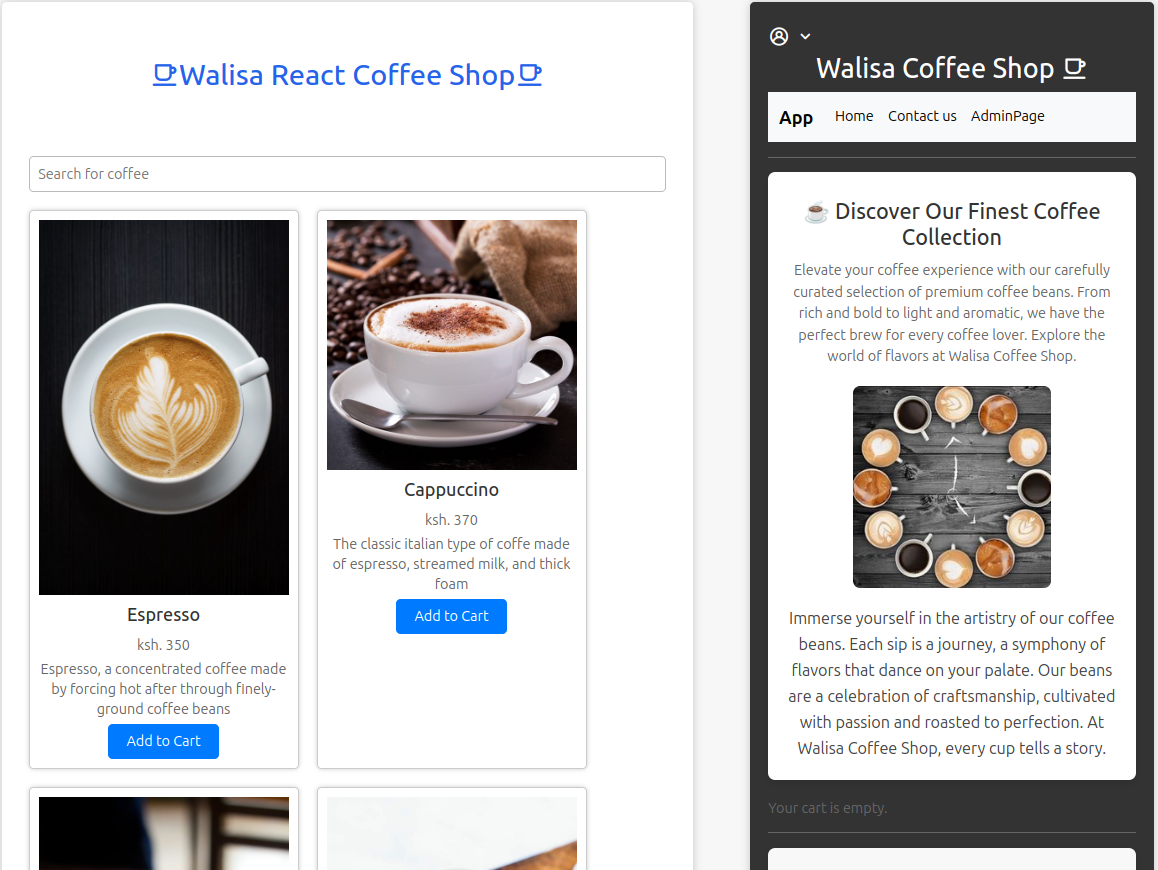 Walisa React Coffee Shop
Search for coffee
Espresso
ksh. 350
Espresso, a concentrated coffee made
by forcing hot after through finely-
ground coffee beans
Add to Cart
Cappuccino
ksh. 370
The classic italian type of coffe made
of espresso, streamed milk, and thick
foam
Add to Cart
Walisa Coffee Shop
App Home Contact us AdminPage
☕ Discover Our Finest Coffee
Collection
Elevate your coffee experience with our carefully
curated selection of premium coffee beans. From
rich and bold to light and aromatic, we have the
perfect brew for every coffee lover. Explore the
world of flavors at Walisa Coffee Shop.
Immerse yourself in the artistry of our coffee
beans. Each sip is a journey, a symphony of
flavors that dance on your palate. Our beans
are a celebration of craftsmanship, cultivated
with passion and roasted to perfection. At
Walisa Coffee Shop, every cup tells a story.
Your cart is empty.